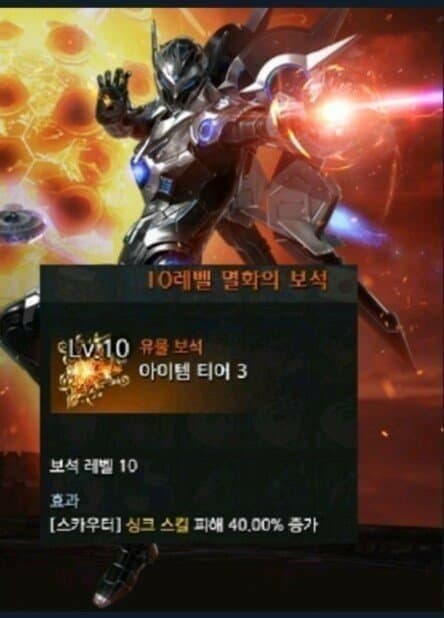 10레벨 멸화의 보석
Lv.10
유물 보석
아이템 티어 3
보석 레벨 10
효과
[스카우터] 싱크 스킬 피해 40.00% 증가